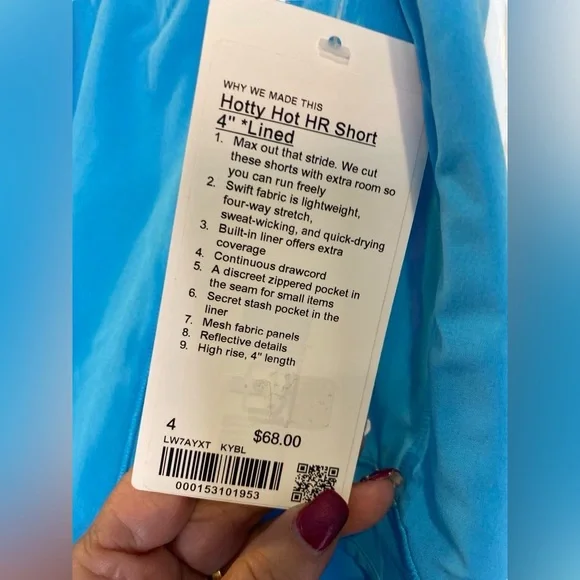 WHY WE MADE THIS
Hotty Hot HR Short
4" *Lined
1. Max out that stride. We cut
these shorts with extra room so
you can run freely
2. Swift fabric is lightweight,
four-way stretch,
sweat-wicking, and quick-drying
3. Built-in liner offers extra
coverage
4. Continuous drawcord
5. A discreet zippered pocket in
the seam for small items
6. Secret stash pocket in the
liner
7. Mesh fabric panels
8. Reflective details
9. High rise, 4" length
4
$68.00
LW7AYXT KYBL
000153101953